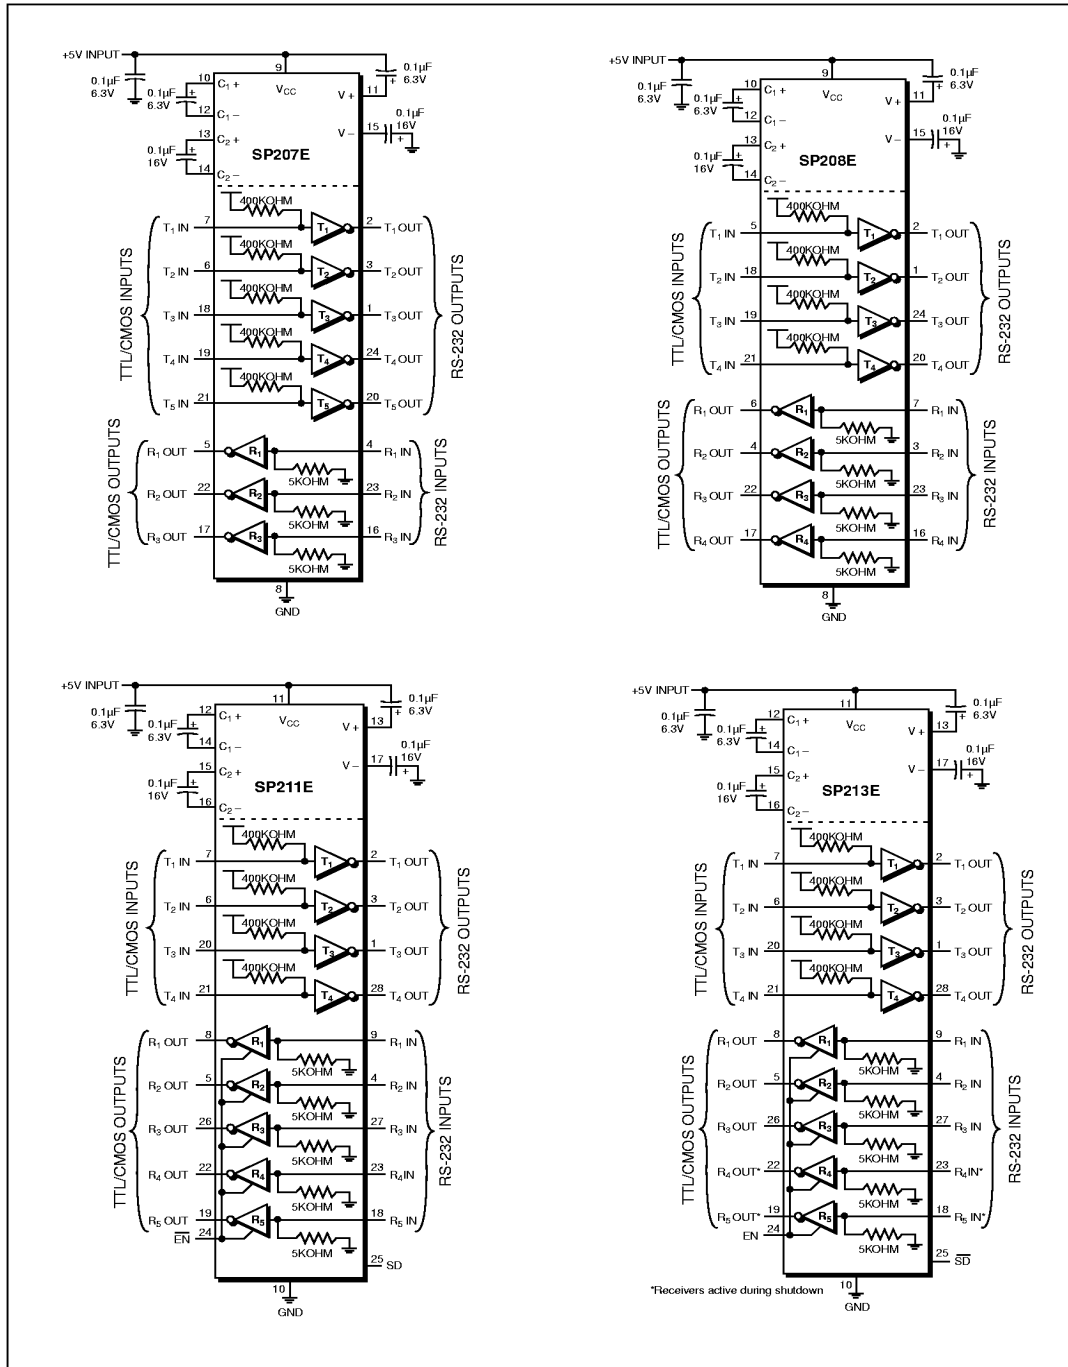 +5V INPUT
0.1µF
6.3V
0.1µF
6.3V
0.1µF
16V
10 C1 +
12 C1 −
13 C2 +
14 C2 −
9
VCC
V + 11
0.1µF
6.3V
V − 15
0.1µF
16V
SP207E
TTL/CMOS INPUTS
RS-232 OUTPUTS
400KOHM
T1 IN 7 T1 2 T1 OUT
400KOHM
T2 IN 6 T2 3 T2 OUT
400KOHM
T3 IN 18 T3 1 T3 OUT
400KOHM
T4 IN 19 T4 24 T4 OUT
400KOHM
T5 IN 21 T5 20 T5 OUT
TTL/CMOS OUTPUTS
RS-232 INPUTS
R1 OUT 5 R1 4 R1 IN
5KOHM
R2 OUT 22 R2 23 R2 IN
5KOHM
R3 OUT 17 R3 16 R3 IN
5KOHM
8
GND
+5V INPUT
0.1µF
6.3V
0.1µF
6.3V
0.1µF
16V
10 C1 +
12 C1 −
13 C2 +
14 C2 −
9
VCC
V + 11
0.1µF
6.3V
V − 15
0.1µF
16V
SP208E
TTL/CMOS INPUTS
RS-232 OUTPUTS
400KOHM
T1 IN 5 T1 2 T1 OUT
400KOHM
T2 IN 18 T2 1 T2 OUT
400KOHM
T3 IN 19 T3 24 T3 OUT
400KOHM
T4 IN 21 T4 20 T4 OUT
TTL/CMOS OUTPUTS
RS-232 INPUTS
R1 OUT 6 R1 7 R1 IN
5KOHM
R2 OUT 4 R2 3 R2 IN
5KOHM
R3 OUT 22 R3 23 R3 IN
5KOHM
R4 OUT 17 R4 16 R4 IN
5KOHM
8
GND
+5V INPUT
0.1µF
6.3V
0.1µF
6.3V
0.1µF
16V
12 C1 +
14 C1 −
15 C2 +
16 C2 −
11
VCC
V + 13
0.1µF
6.3V
V − 17
0.1µF
16V
SP211E
TTL/CMOS INPUTS
RS-232 OUTPUTS
400KOHM
T1 IN 7 T1 2 T1 OUT
400KOHM
T2 IN 6 T2 3 T2 OUT
400KOHM
T3 IN 20 T3 1 T3 OUT
400KOHM
T4 IN 21 T4 28 T4 OUT
TTL/CMOS OUTPUTS
RS-232 INPUTS
R1 OUT 8 R1 9 R1 IN
5KOHM
R2 OUT 5 R2 4 R2 IN
5KOHM
R3 OUT 26 R3 27 R3 IN
5KOHM
R4 OUT 22 R4 23 R4IN
5KOHM
R5 OUT 19 R5 18 R5 IN
E̅N̅ 24
5KOHM
25 SD
10
GND
+5V INPUT
0.1µF
6.3V
0.1µF
6.3V
0.1µF
16V
12 C1 +
14 C1 −
15 C2 +
16 C2 −
11
VCC
V + 13
0.1µF
6.3V
V − 17
0.1µF
16V
SP213E
TTL/CMOS INPUTS
RS-232 OUTPUTS
400KOHM
T1 IN 7 T1 2 T1 OUT
400KOHM
T2 IN 6 T2 3 T2 OUT
400KOHM
T3 IN 20 T3 1 T3 OUT
400KOHM
T4 IN 21 T4 28 T4 OUT
TTL/CMOS OUTPUTS
RS-232 INPUTS
R1 OUT 8 R1 9 R1 IN
5KOHM
R2 OUT 5 R2 4 R2 IN
5KOHM
R3 OUT 26 R3 27 R3 IN
5KOHM
R4 OUT* 22 R4 23 R4IN*
5KOHM
R5 OUT* 19 R5 18 R5 IN*
EN 24
5KOHM
25 S̅D̅
*Receivers active during shutdown
10
GND